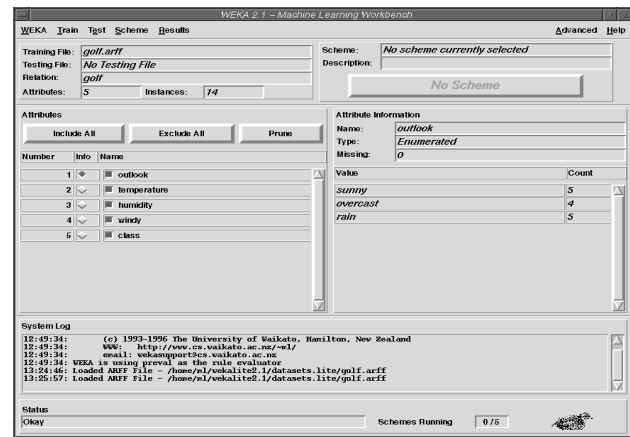 WEKA 2.1 – Machine Learning Workbench
WEKA Train Test Scheme Results Advanced Help
Training File: golf.arff
Testing File: No Testing File
Relation: golf
Attributes: 5 Instances: 14
Scheme: No scheme currently selected
Description:
No Scheme
Attributes
Include All Exclude All Prune
Number Info Name
1 outlook
2 temperature
3 humidity
4 windy
5 class
Attribute Information
Name: outlook
Type: Enumerated
Missing: 0
Value Count
sunny 5
overcast 4
rain 5
System Log
12:49:34: (c) 1993-1996 The University of Waikato, Hamilton, New Zealand
12:49:34: WWW: http://www.cs.waikato.ac.nz/~ml/
12:49:34: email: wekasupport@cs.waikato.ac.nz
12:49:34: WEKA is using preval as the rule evaluator
13:24:46: Loaded ARFF File - /home/ml/wekalite2.1/datasets.lite/golf.arff
13:25:57: Loaded ARFF File - /home/ml/wekalite2.1/datasets.lite/golf.arff
Status
Okay Schemes Running 0/5